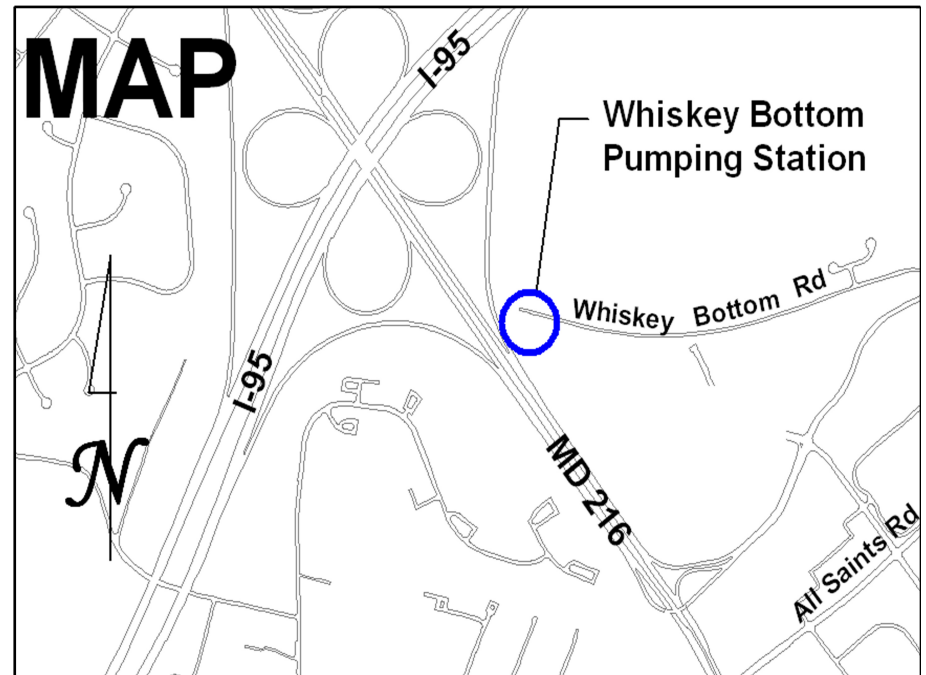 MAP
I-95
Whiskey Bottom
Pumping Station
Whiskey Bottom Rd
I-95
N
MD 216
All Saints Rd